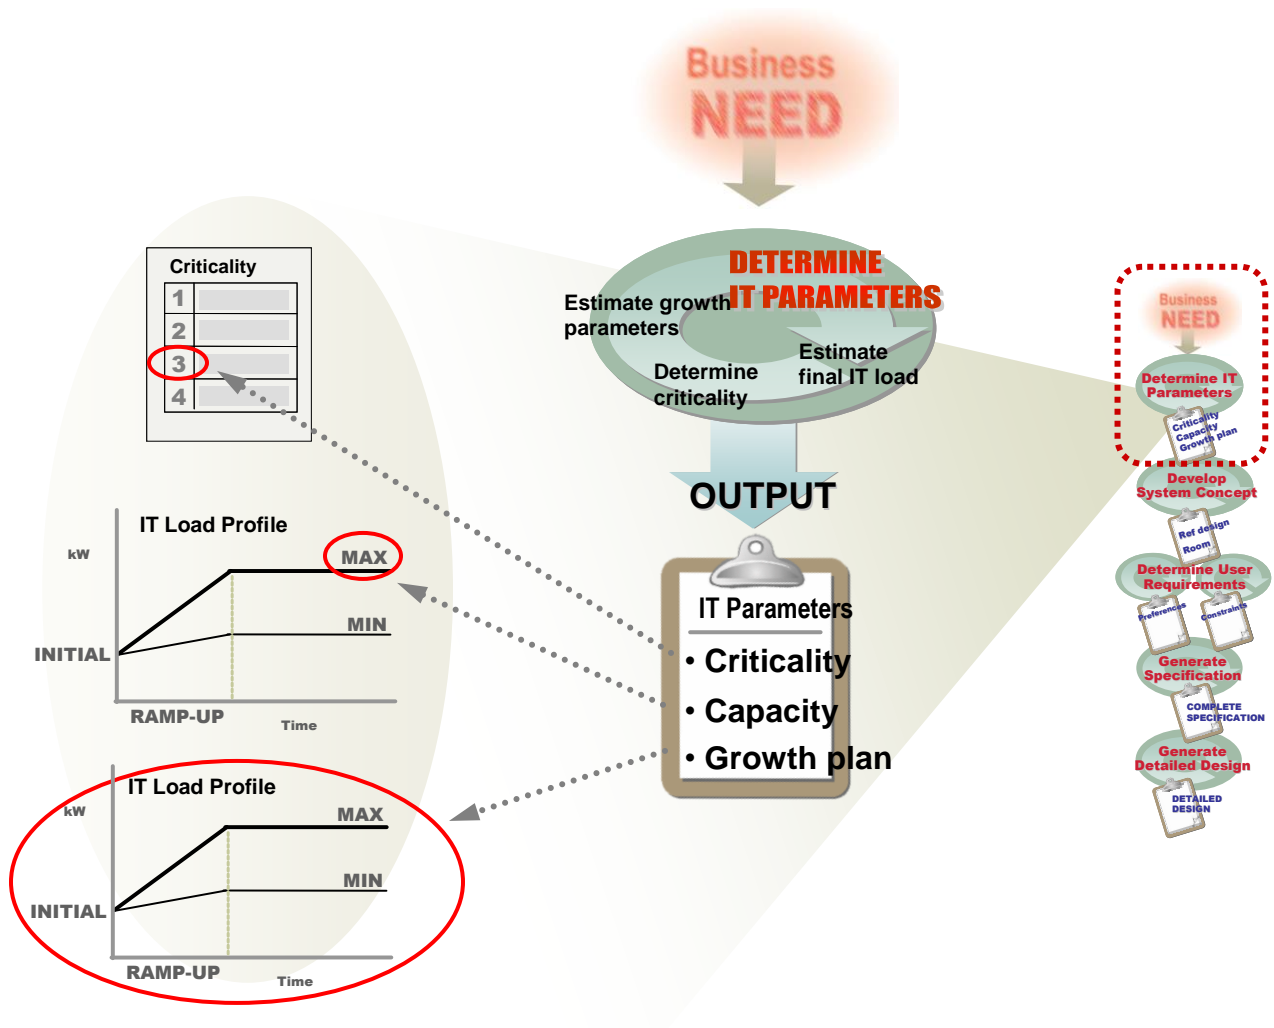 Business
NEED
DETERMINE
IT PARAMETERS
Estimate growth
parameters
Determine
criticality
Estimate
final IT load
OUTPUT
IT Parameters
• Criticality
• Capacity
• Growth plan
Criticality
1
2
3
4
IT Load Profile
kW
MAX
MIN
INITIAL
RAMP-UP
Time
IT Load Profile
kW
MAX
MIN
INITIAL
RAMP-UP
Time
Business
NEED
Determine IT
Parameters
Criticality
Capacity
Growth plan
Develop
System Concept
Ref design
Room
Determine User
Requirements
Preferences
Constraints
Generate
Specification
COMPLETE
SPECIFICATION
Generate
Detailed Design
DETAILED
DESIGN